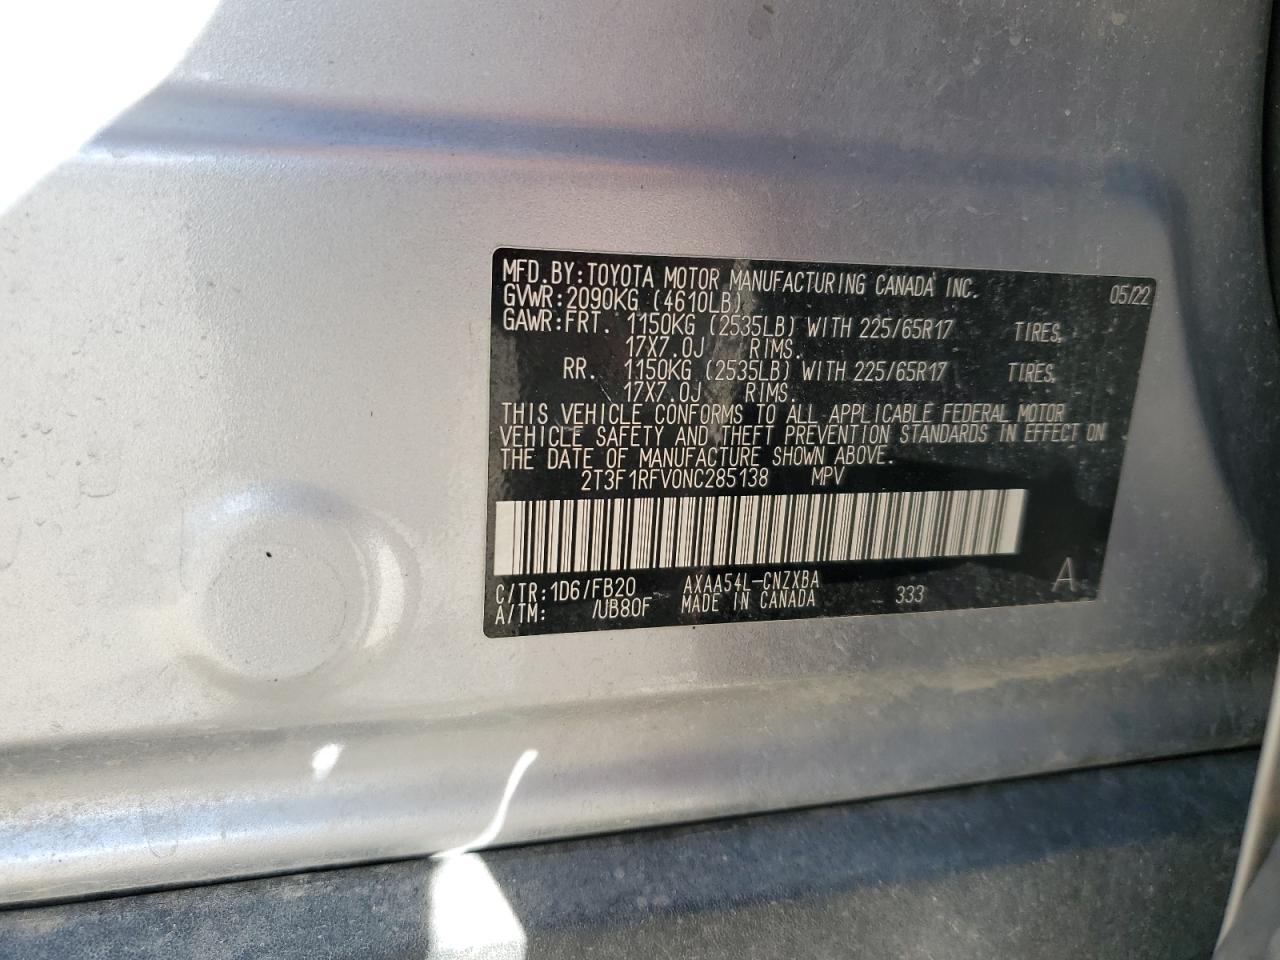 MFD.BY:TOYOTA MOTOR MANUFACTURING CANADA INC. 05/22
GVWR:2090KG (4610LB)
GAWR:FRT. 1150KG (2535LB) WITH 225/65R17 TIRES,
17X7.0J RIMS.
RR. 1150KG (2535LB) WITH 225/65R17 TIRES,
17X7.0J RIMS.
THIS VEHICLE CONFORMS TO ALL APPLICABLE FEDERAL MOTOR
VEHICLE SAFETY AND THEFT PREVENTION STANDARDS IN EFFECT ON
THE DATE OF MANUFACTURE SHOWN ABOVE.
2T3F1RFV0NC285138 MPV
C/TR:1D6/FB20 AXAA54L-CNZXBA A
A/TM: /UB80F MADE IN CANADA 333